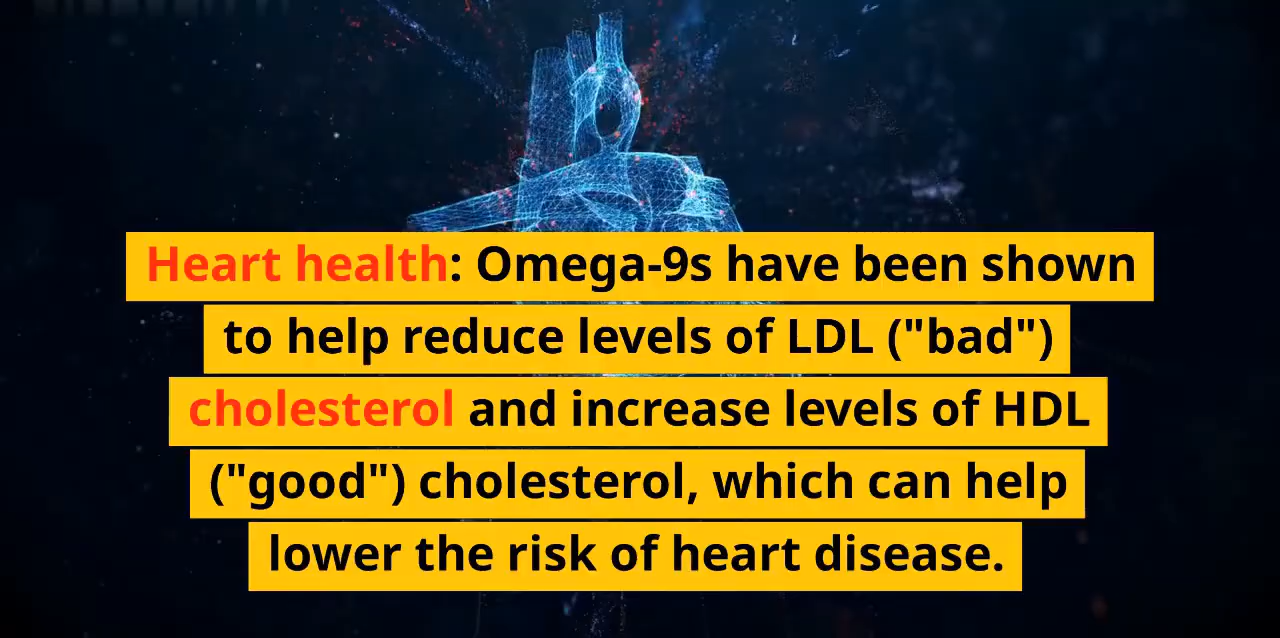 Heart health: Omega-9s have been shown
to help reduce levels of LDL ("bad")
cholesterol and increase levels of HDL
("good") cholesterol, which can help
lower the risk of heart disease.